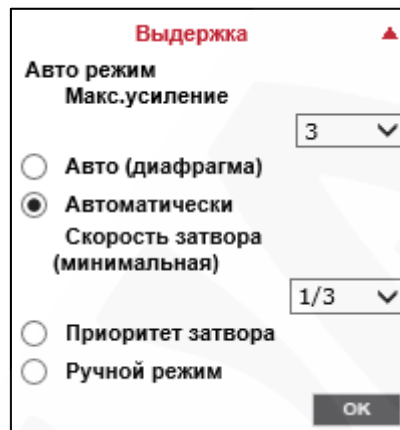 Выдержка
Авто режим
Макс.усиление
3
Авто (диафрагма)
Автоматически
Скорость затвора
(минимальная)
1/3
Приоритет затвора
Ручной режим
OK